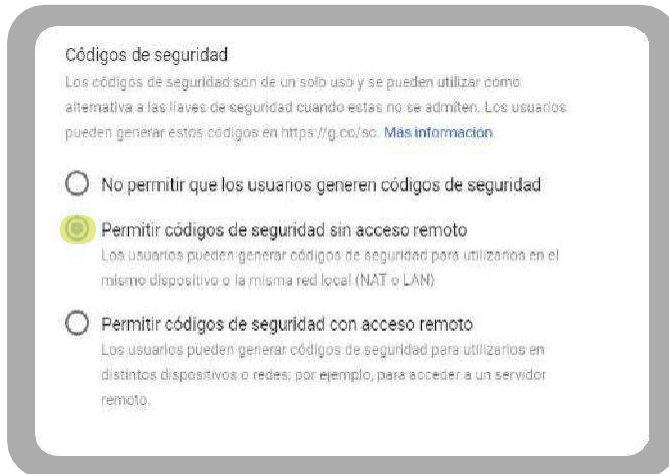 Códigos de seguridad
Los códigos de seguridad son de un solo uso y se pueden utilizar como
alternativa a las llaves de seguridad cuando estas no se admiten. Los usuarios
pueden generar estos códigos en https://g.co/sc. Más información
No permitir que los usuarios generen códigos de seguridad
Permitir códigos de seguridad sin acceso remoto
Los usuarios pueden generar códigos de seguridad para utilizarlos en el
mismo dispositivo o la misma red local (NAT o LAN)
Permitir códigos de seguridad con acceso remoto
Los usuarios pueden generar códigos de seguridad para utilizarlos en
distintos dispositivos o redes; por ejemplo, para acceder a un servidor
remoto.